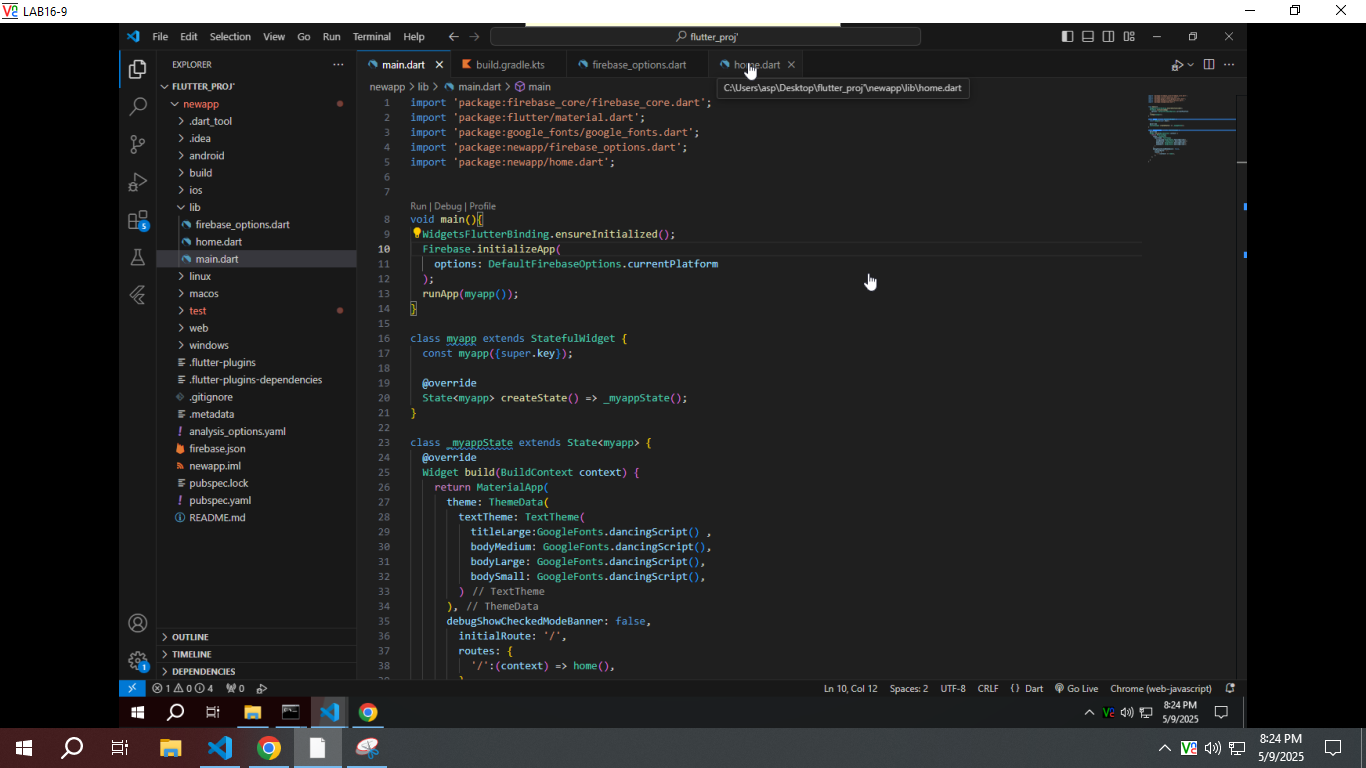 LAB16-9
File Edit Selection View Go Run Terminal Help
flutter_proj'
EXPLORER
FLUTTER_PROJ'
newapp
.dart_tool
.idea
android
build
ios
lib
firebase_options.dart
home.dart
main.dart
linux
macos
test
web
windows
.flutter-plugins
.flutter-plugins-dependencies
.gitignore
.metadata
analysis_options.yaml
firebase.json
newapp.iml
pubspec.lock
pubspec.yaml
README.md
OUTLINE
TIMELINE
DEPENDENCIES
5
1
main.dart build.gradle.kts firebase_options.dart home.dart
C:\Users\asp\Desktop\flutter_proj'\newapp\lib\home.dart
newapp > lib > main.dart > main
1 import 'package:firebase_core/firebase_core.dart';
2 import 'package:flutter/material.dart';
3 import 'package:google_fonts/google_fonts.dart';
4 import 'package:newapp/firebase_options.dart';
5 import 'package:newapp/home.dart';
6
7
Run | Debug | Profile
8 void main(){
9 WidgetsFlutterBinding.ensureInitialized();
10 Firebase.initializeApp(
11 options: DefaultFirebaseOptions.currentPlatform
12 );
13 runApp(myapp());
14 }
15
16 class myapp extends StatefulWidget {
17 const myapp({super.key});
18
19 @override
20 State<myapp> createState() => _myappState();
21 }
22
23 class _myappState extends State<myapp> {
24 @override
25 Widget build(BuildContext context) {
26 return MaterialApp(
27 theme: ThemeData(
28 textTheme: TextTheme(
29 titleLarge:GoogleFonts.dancingScript() ,
30 bodyMedium: GoogleFonts.dancingScript(),
31 bodyLarge: GoogleFonts.dancingScript(),
32 bodySmall: GoogleFonts.dancingScript(),
33 ) // TextTheme
34 ), // ThemeData
35 debugShowCheckedModeBanner: false,
36 initialRoute: '/',
37 routes: {
38 '/':(context) => home(),
1 0 4 0
Ln 10, Col 12 Spaces: 2 UTF-8 CRLF {} Dart Go Live Chrome (web-javascript)
8:24 PM
5/9/2025
8:24 PM
5/9/2025